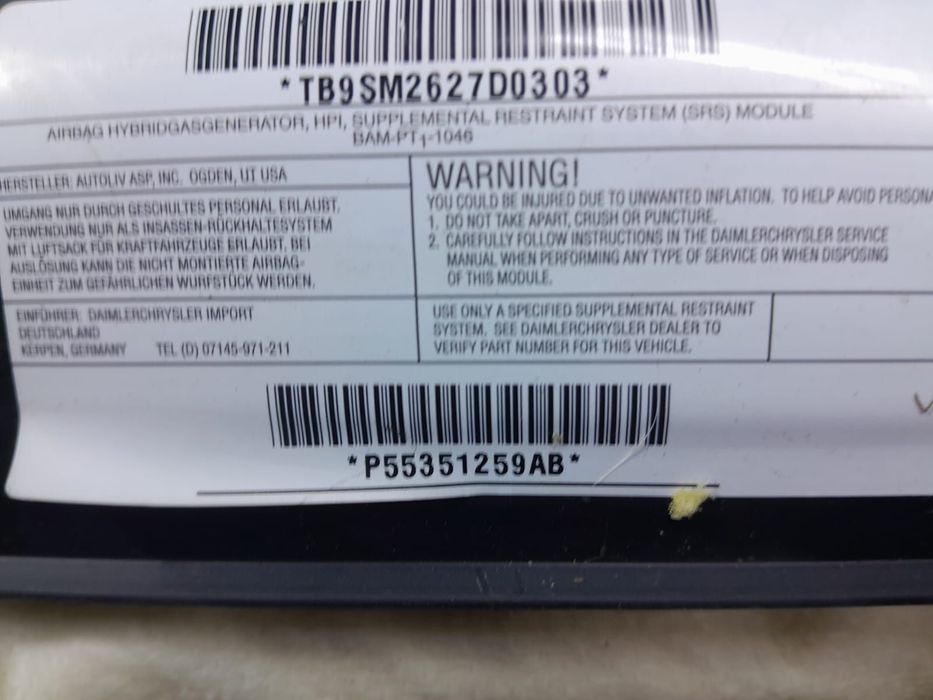 *TB9SM2627D0303*
AIRBAG HYBRIDGASGENERATOR, HPI, SUPPLEMENTAL RESTRAINT SYSTEM (SRS) MODULE
BAM-PT1-1046
HERSTELLER: AUTOLIV ASP, INC. OGDEN, UT USA
UMGANG NUR DURCH GESCHULTES PERSONAL ERLAUBT.
VERWENDUNG NUR ALS INSASSEN-RÜCKHALTESYSTEM
MIT LUFTSACK FÜR KRAFTFAHRZEUGE ERLAUBT. BEI
AUSLÖSUNG KANN DIE NICHT MONTIERTE AIRBAG-
EINHEIT ZUM GEFÄHRLICHEN WURFSTÜCK WERDEN.
EINFÜHRER: DAIMLERCHRYSLER IMPORT
DEUTSCHLAND
KERPEN, GERMANY TEL (D) 07145-971-211
WARNING!
YOU COULD BE INJURED DUE TO UNWANTED INFLATION. TO HELP AVOID PERSONA
1. DO NOT TAKE APART, CRUSH OR PUNCTURE.
2. CAREFULLY FOLLOW INSTRUCTIONS IN THE DAIMLERCHRYSLER SERVICE
MANUAL WHEN PERFORMING ANY TYPE OF SERVICE OR WHEN DISPOSING
OF THIS MODULE.
USE ONLY A SPECIFIED SUPPLEMENTAL RESTRAINT
SYSTEM. SEE DAIMLERCHRYSLER DEALER TO
VERIFY PART NUMBER FOR THIS VEHICLE.
*P55351259AB*